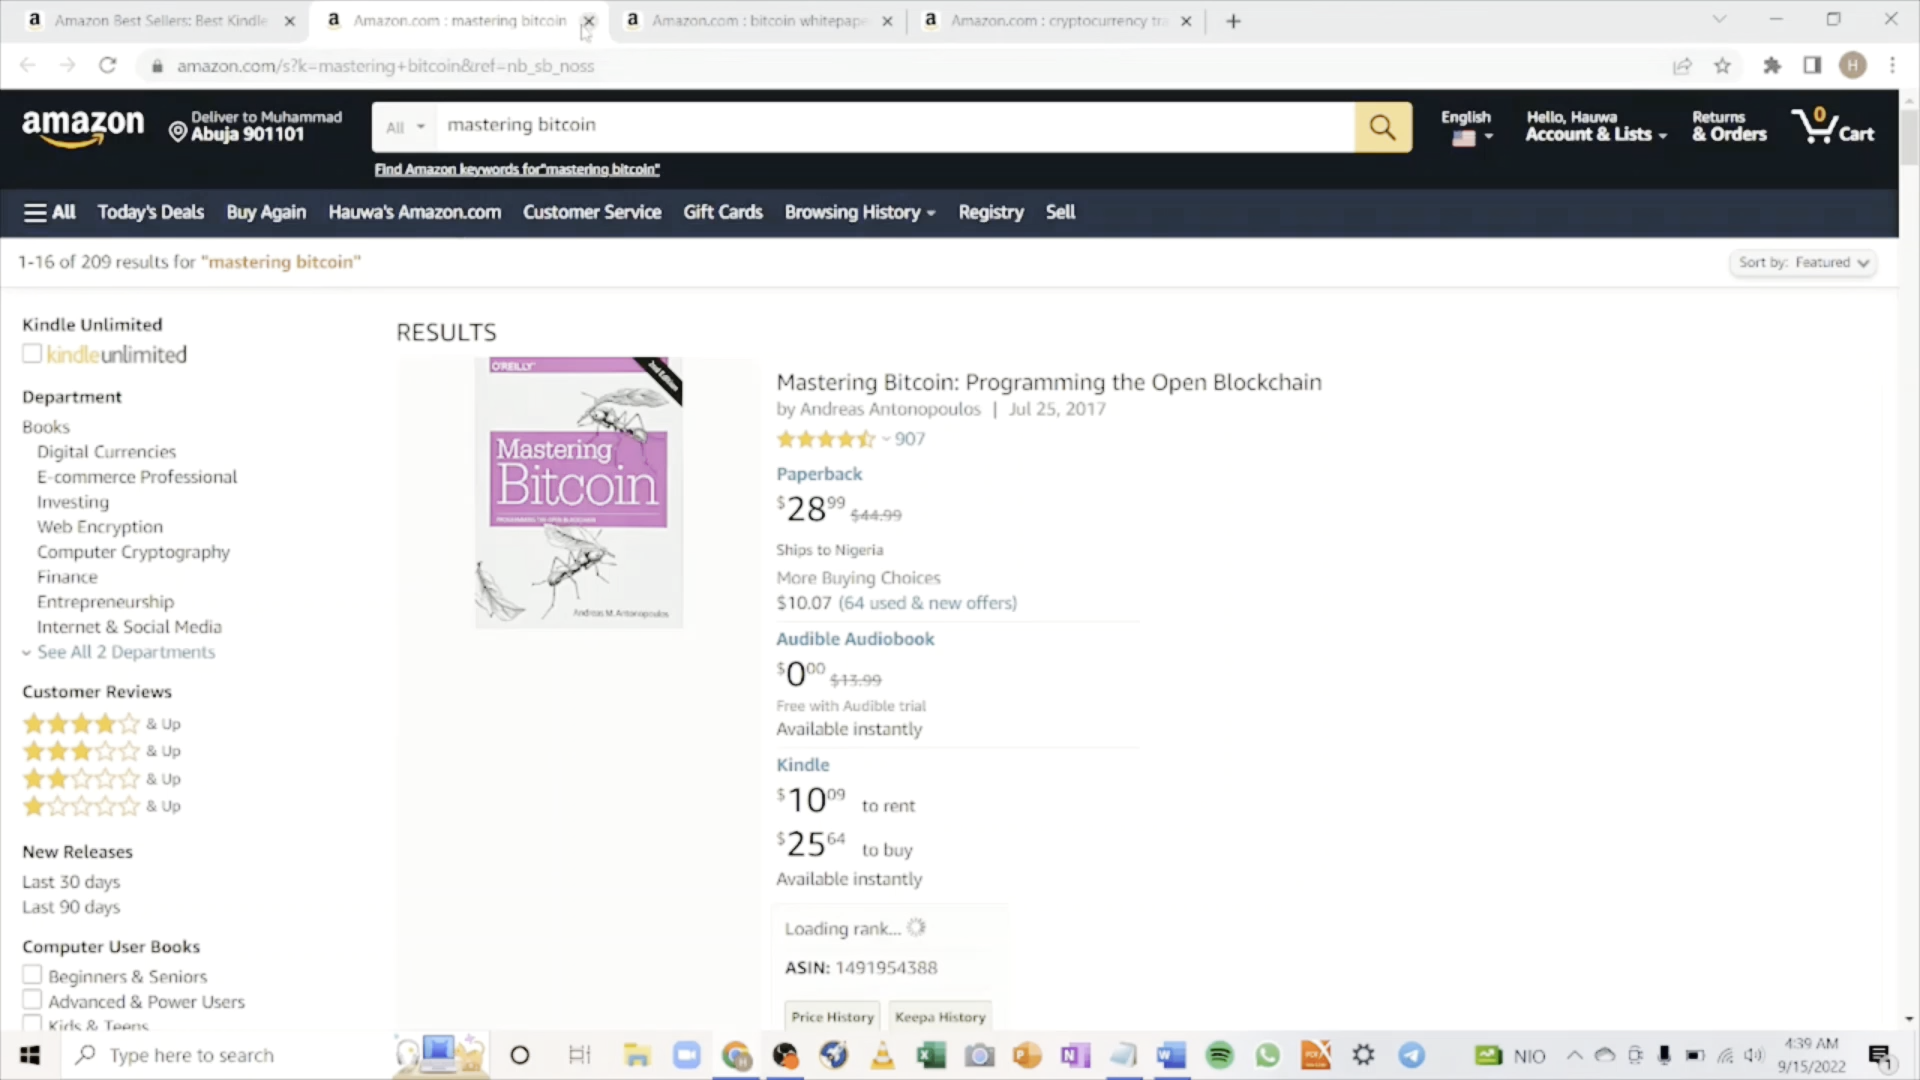 Amazon Best Sellers: Best Kindle
Amazon.com : mastering bitcoin
Amazon.com : bitcoin whitepape
Amazon.com : cryptocurrency tra
amazon.com/s?k=mastering+bitcoin&ref=nb_sb_noss
H
amazon
Deliver to Muhammad
Abuja 901101
All
mastering bitcoin
Find Amazon keywords for"mastering bitcoin"
English
Hello, Hauwa
Account & Lists
Returns
& Orders
0
Cart
All
Today's Deals
Buy Again
Hauwa's Amazon.com
Customer Service
Gift Cards
Browsing History
Registry
Sell
1-16 of 209 results for "mastering bitcoin"
Sort by: Featured
Kindle Unlimited
kindleunlimited
Department
Books
Digital Currencies
E-commerce Professional
Investing
Web Encryption
Computer Cryptography
Finance
Entrepreneurship
Internet & Social Media
See All 2 Departments
Customer Reviews
& Up
& Up
& Up
& Up
New Releases
Last 30 days
Last 90 days
Computer User Books
Beginners & Seniors
Advanced & Power Users
Kids & Teens
RESULTS
O'REILLY
2nd Edition
Mastering
Bitcoin
PROGRAMMING THE OPEN BLOCKCHAIN
Andreas M. Antonopoulos
Mastering Bitcoin: Programming the Open Blockchain
by Andreas Antonopoulos | Jul 25, 2017
907
Paperback
$28.99 $44.99
Ships to Nigeria
More Buying Choices
$10.07 (64 used & new offers)
Audible Audiobook
$0.00 $13.99
Free with Audible trial
Available instantly
Kindle
$10.09 to rent
$25.64 to buy
Available instantly
Loading rank...
ASIN: 1491954388
Price History
Keepa History
Type here to search
NIO
4:39 AM
9/15/2022
1